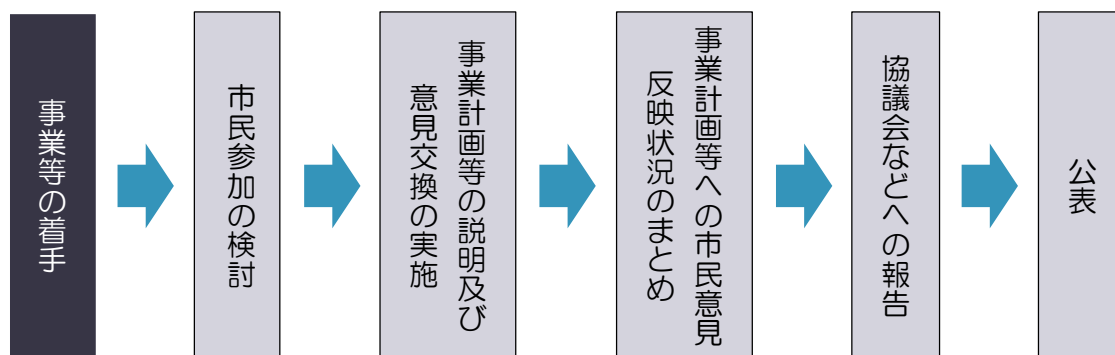 事業等の着手
市民参加の検討
事業計画等の説明及び
意見交換の実施
事業計画等への市民意見
反映状況のまとめ
協議会などへの報告
公表